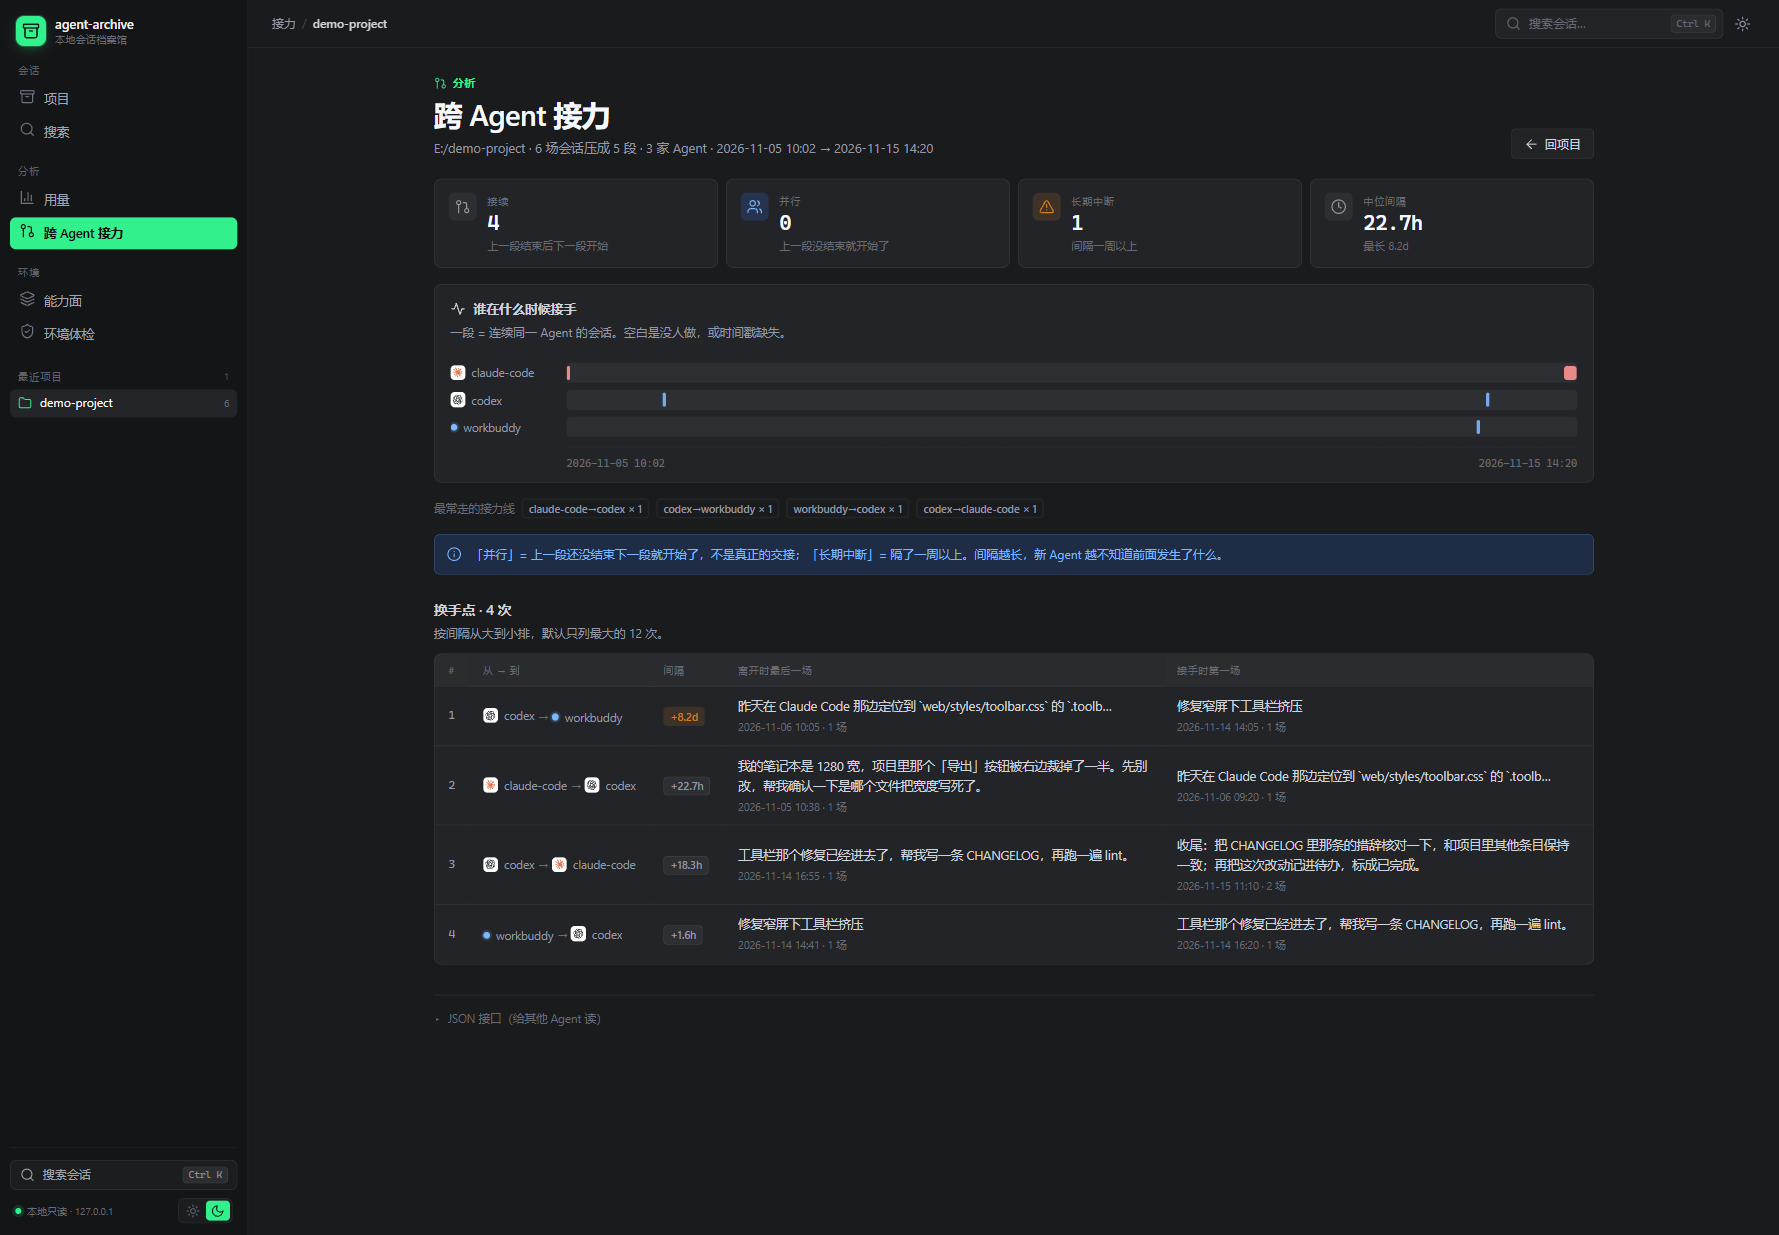 agent-archive
本地会话档案馆
会话
项目
搜索
分析
用量
跨 Agent 接力
环境
能力面
环境体检
最近项目 1
demo-project 6
搜索会话 Ctrl K
本地只读 · 127.0.0.1
接力 / demo-project
搜索会话… Ctrl K
分析
跨 Agent 接力
E:/demo-project · 6 场会话压成 5 段 · 3 家 Agent · 2026-11-05 10:02 → 2026-11-15 14:20
回项目
接续
4
上一段结束后下一段开始
并行
0
上一段没结束就开始了
长期中断
1
间隔一周以上
中位间隔
22.7h
最长 8.2d
谁在什么时候接手
一段 = 连续同一 Agent 的会话。空白是没人做，或时间戳缺失。
claude-code
codex
workbuddy
2026-11-05 10:02 2026-11-15 14:20
最常走的接力线 claude-code→codex × 1 codex→workbuddy × 1 workbuddy→codex × 1 codex→claude-code × 1
「并行」= 上一段还没结束下一段就开始了，不是真正的交接；「长期中断」= 隔了一周以上。间隔越长，新 Agent 越不知道前面发生了什么。
换手点 · 4 次
按间隔从大到小排，默认只列最大的 12 次。
# 从 → 到 间隔 离开时最后一场 接手时第一场
1 codex → workbuddy +8.2d 昨天在 Claude Code 那边定位到 `web/styles/toolbar.css` 的 `.toolb… 修复窄屏下工具栏挤压
2026-11-06 10:05 · 1 场 2026-11-14 14:05 · 1 场
2 claude-code → codex +22.7h 我的笔记本是 1280 宽，项目里那个「导出」按钮被右边裁掉了一半。先别
改，帮我确认一下是哪个文件把宽度写死了。
2026-11-05 10:38 · 1 场
昨天在 Claude Code 那边定位到 `web/styles/toolbar.css` 的 `.toolb…
2026-11-06 09:20 · 1 场
3 codex → claude-code +18.3h 工具栏那个修复已经进去了，帮我写一条 CHANGELOG，再跑一遍 lint。
2026-11-14 16:55 · 1 场
收尾：把 CHANGELOG 里那条的措辞核对一下，和项目里其他条目保持
一致；再把这次改动记进待办，标成已完成。
2026-11-15 11:10 · 2 场
4 workbuddy → codex +1.6h 修复窄屏下工具栏挤压 工具栏那个修复已经进去了，帮我写一条 CHANGELOG，再跑一遍 lint。
2026-11-14 14:41 · 1 场 2026-11-14 16:20 · 1 场
JSON 接口（给其他 Agent 读）